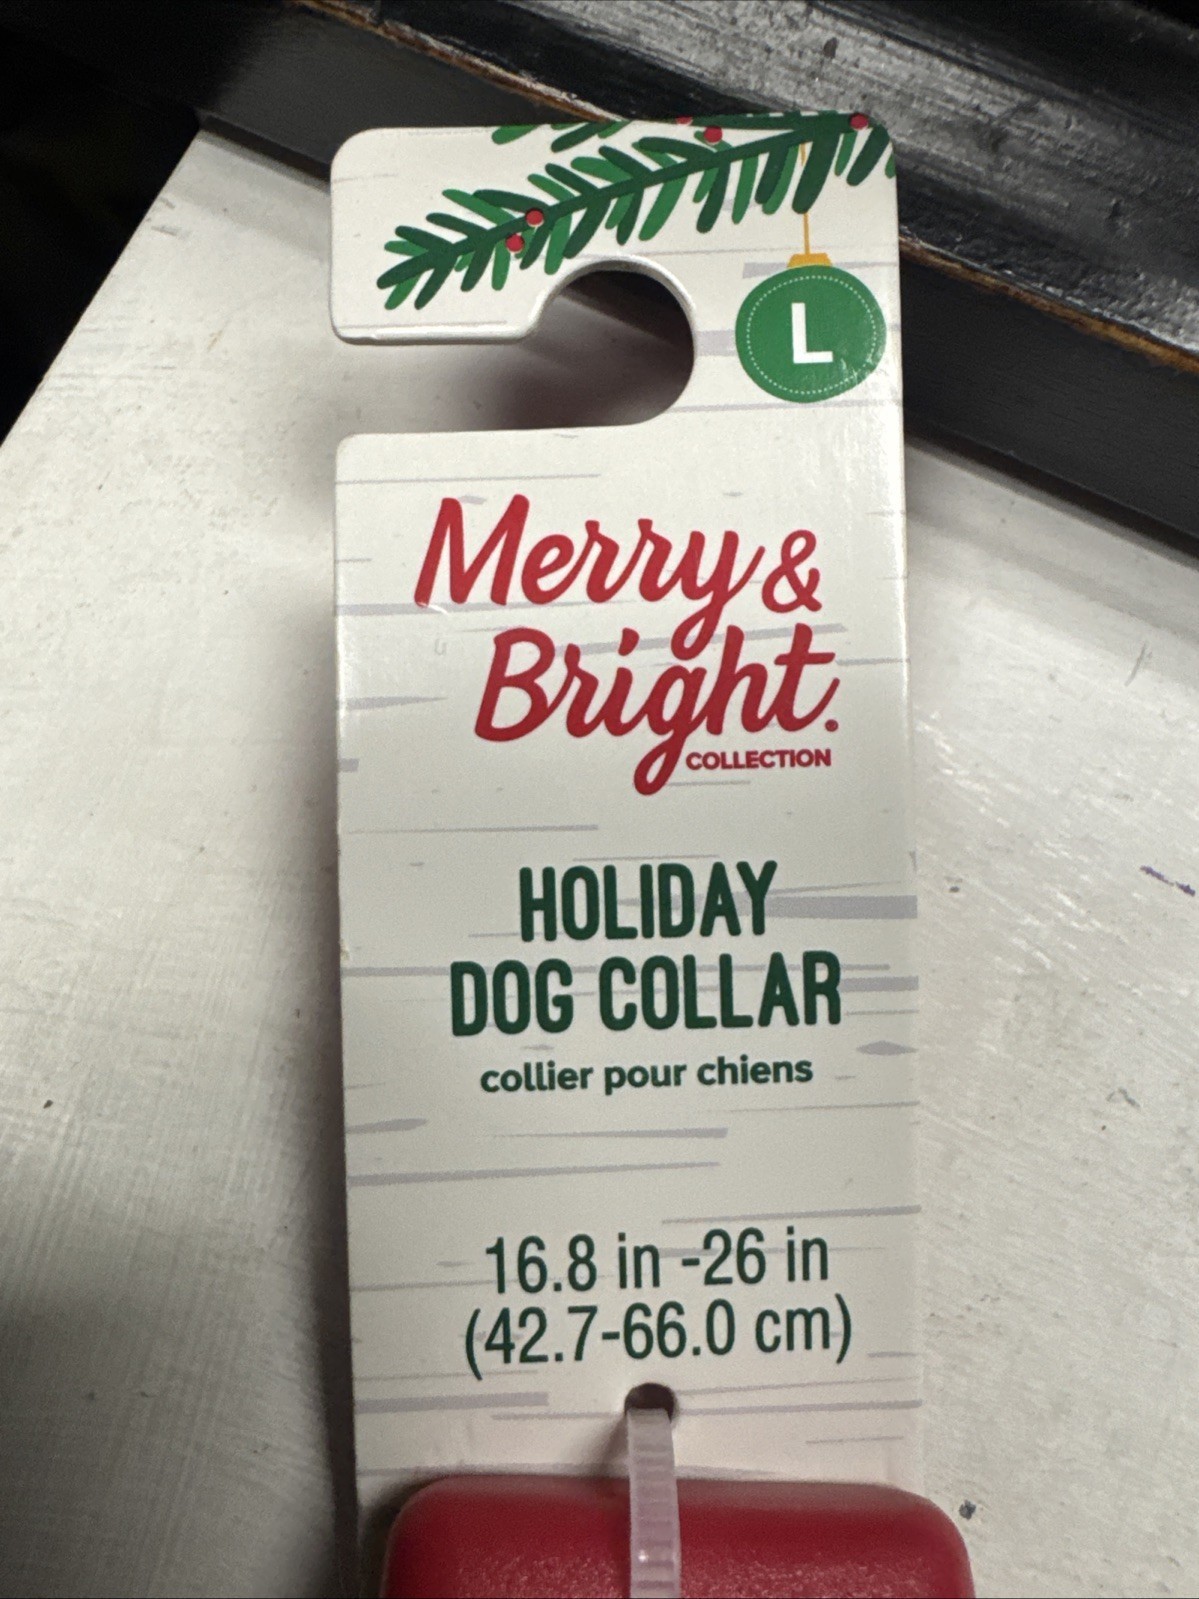 L
Merry &
Bright.
COLLECTION
HOLIDAY
DOG COLLAR
collier pour chiens
16.8 in -26 in
(42.7-66.0 cm)